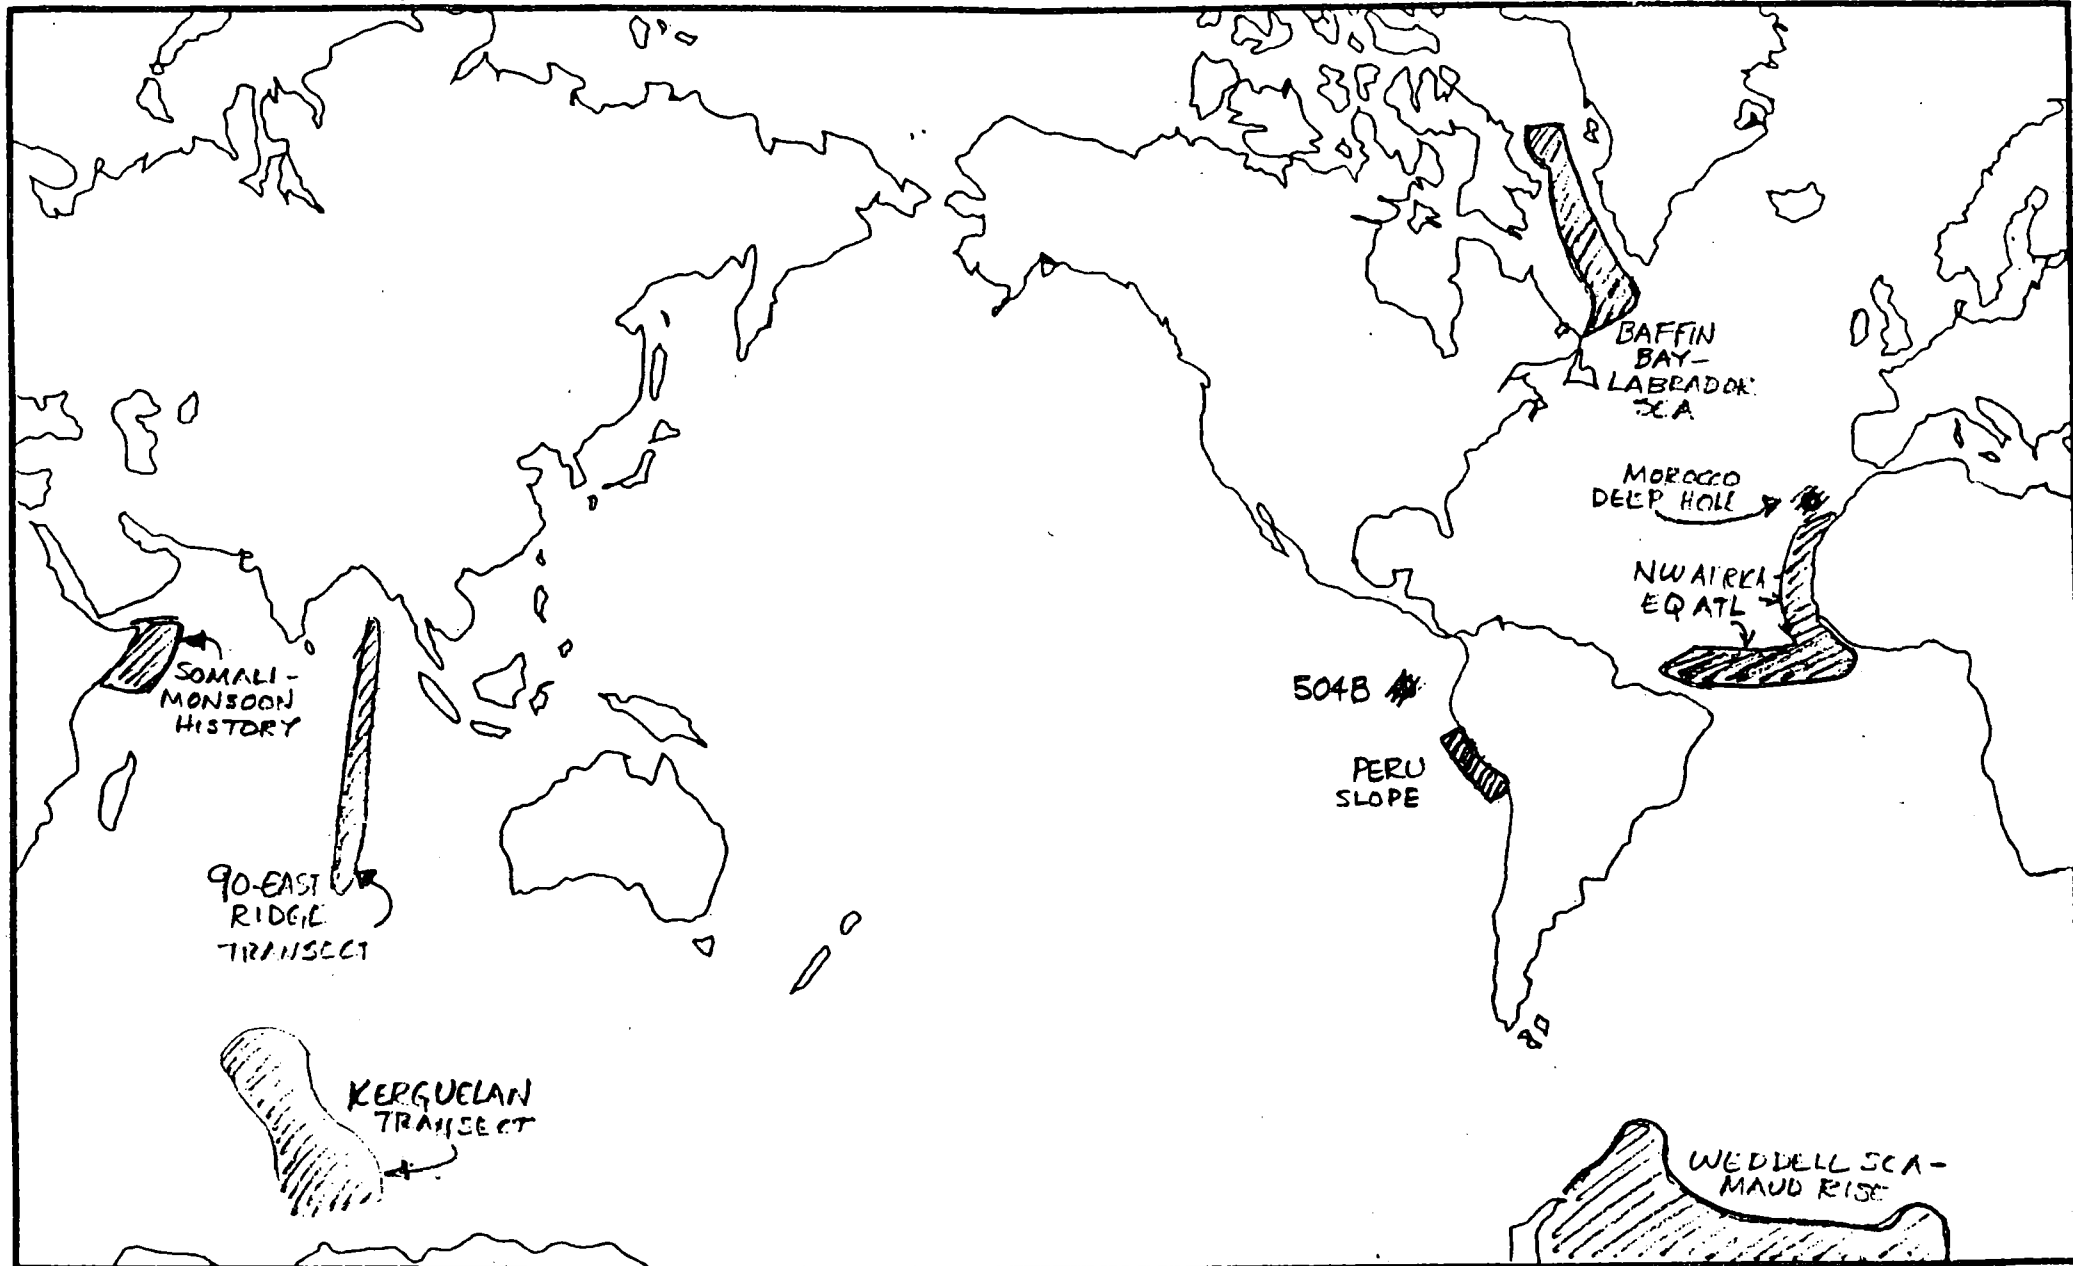 BAFFIN
BAY-
LABRADOR
SEA
MOROCCO
DEEP HOLE
NW AFRICA-
EQ ATL
SOMALI-
MONSOON
HISTORY
504B
PERU
SLOPE
90-EAST
RIDGE
TRANSECT
KERGUELAN
TRANSECT
WEDDELL SEA-
MAUD RISE